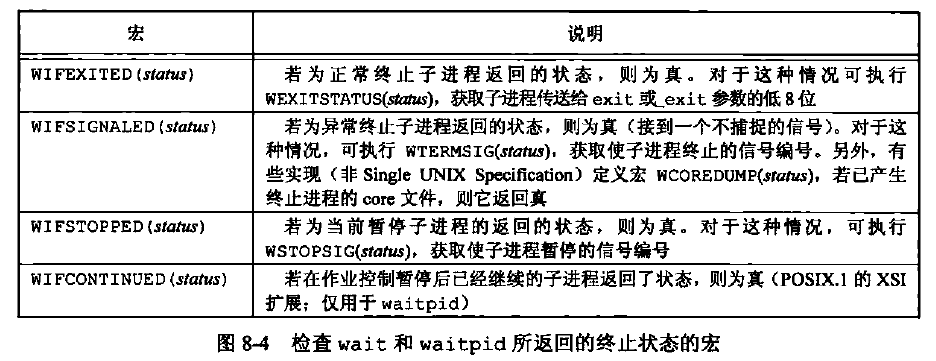 宏 说明
WIFEXITED(status) 若为正常终止子进程返回的状态，则为真。对于这种情况可执行
WEXITSTATUS(status)，获取子进程传送给 exit 或_exit 参数的低8位
WIFSIGNALED(status) 若为异常终止子进程返回的状态，则为真（接到一个不捕捉的信号）。对于这
种情况，可执行 WTERMSIG(status)，获取使子进程终止的信号编号。另外，有
些实现（非 Single UNIX Specification）定义宏 WCOREDUMP(status)，若已产生
终止进程的 core 文件，则它返回真
WIFSTOPPED(status) 若为当前暂停子进程的返回的状态，则为真。对于这种情况，可执行
WSTOPSIG(status)，获取使子进程暂停的信号编号
WIFCONTINUED(status) 若在作业控制暂停后已经继续的子进程返回了状态，则为真（POSIX.1 的 XSI
扩展；仅用于 waitpid）
图 8-4 检查 wait 和 waitpid 所返回的终止状态的宏